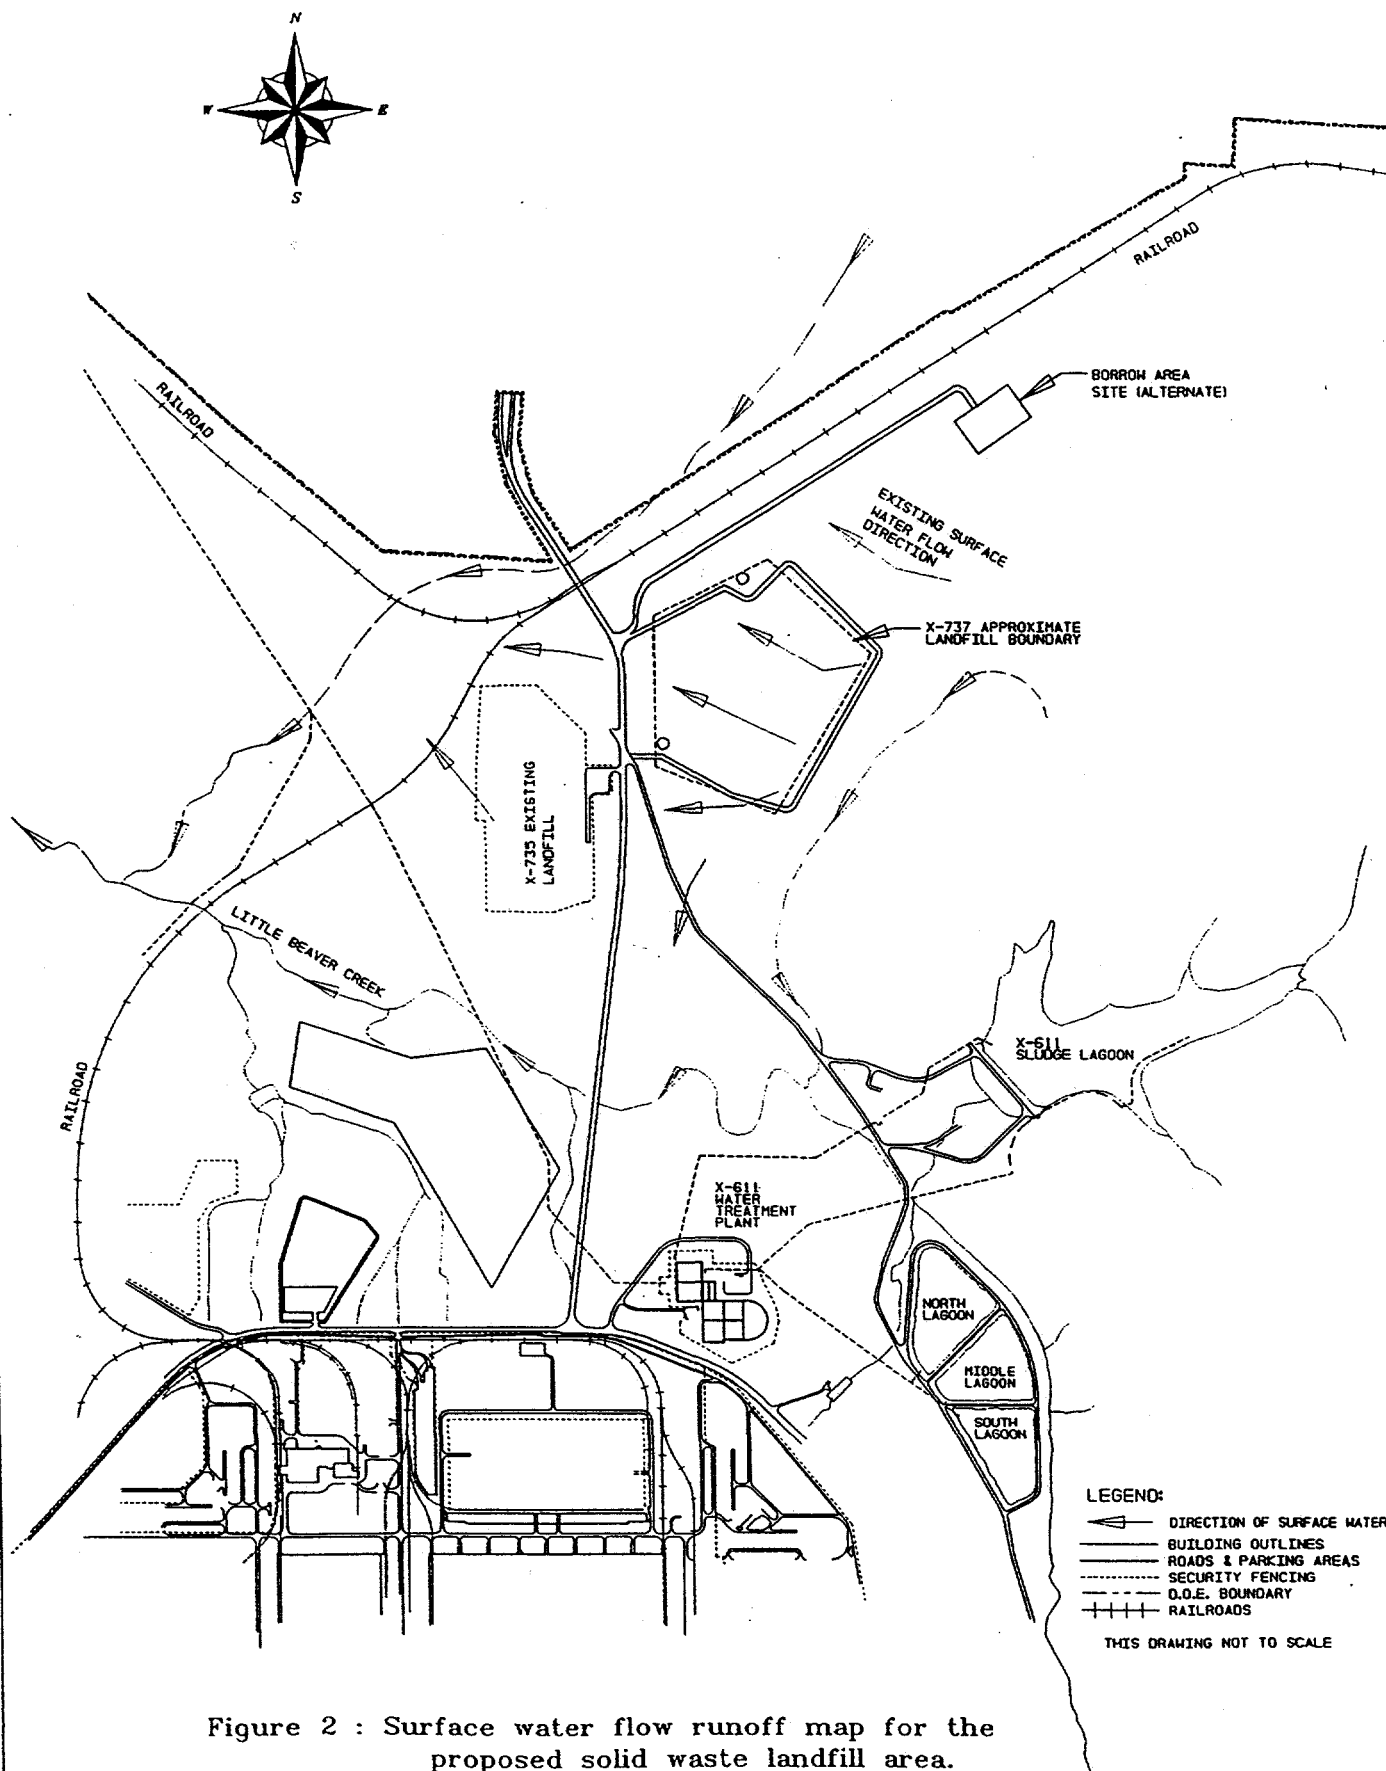 N
W
E
S
RAILROAD
BORROW AREA
SITE (ALTERNATE)
RAILROAD
EXISTING SURFACE
WATER FLOW
DIRECTION
X-737 APPROXIMATE
LANDFILL BOUNDARY
X-735 EXISTING
LANDFILL
LITTLE BEAVER CREEK
RAILROAD
X-611
SLUDGE LAGOON
X-611
WATER
TREATMENT
PLANT
NORTH
LAGOON
MIDDLE
LAGOON
SOUTH
LAGOON
LEGEND:
DIRECTION OF SURFACE WATER
BUILDING OUTLINES
ROADS & PARKING AREAS
SECURITY FENCING
D.O.E. BOUNDARY
RAILROADS
THIS DRAWING NOT TO SCALE
Figure 2 : Surface water flow runoff map for the
proposed solid waste landfill area.